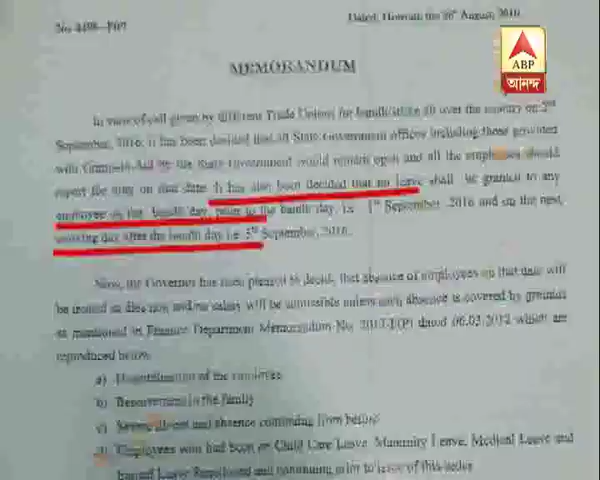 No. 4498-F(P)
Dated, Howrah, the 26th August, 2016
ABP
আনন্দ
MEMORANDUM
In view of call given by different Trade Unions for bandh/strike all over the country on 2nd
September, 2016, it has been decided that all State Government offices including those provided
with Grants-in-Aid by the State Government would remain open and all the employees should
report for duty on that date. It has also been decided that no leave shall be granted to any
employee on the bandh day, prior to the bandh day, i.e. 1st September, 2016 and on the next
working day after the bandh day i.e. 5th September, 2016.
Now, the Governor has been pleased to decide that absence of employees on that date will
be treated as dies non and no salary will be admissible unless such absence is covered by grounds
as mentioned in Finance Department Memorandum No. dated 06.03.2012 which are
reproduced below
a) Hospitalization of the employee
b) Bereavement in the family
c) Severe illness and absence continuing from before
d) Employees who had been on Child Care Leave, Maternity Leave, Medical Leave and
Earned Leave sanctioned and continuing prior to issue of this order